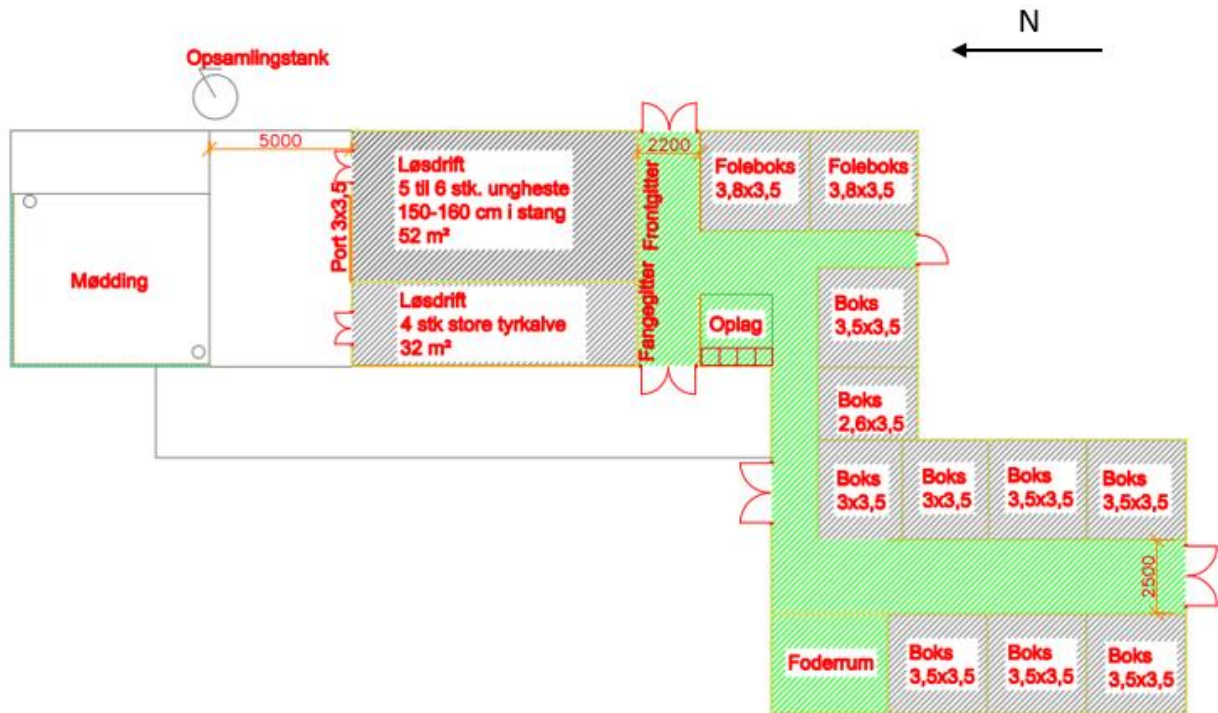 N
Opsamlingstank
5000
2200
Løsdrift
5 til 6 stk. ungheste
150-160 cm i stang
52 m²
Port 3x3,5
Frontgitter
Foleboks
3,8x3,5
Foleboks
3,8x3,5
Mødding
Løsdrift
4 stk store tyrkalve
32 m²
Fangegitter
Oplag
Boks
3,5x3,5
Boks
2,6x3,5
Boks
3x3,5
Boks
3x3,5
Boks
3,5x3,5
Boks
3,5x3,5
2500
Foderrum
Boks
3,5x3,5
Boks
3,5x3,5
Boks
3,5x3,5